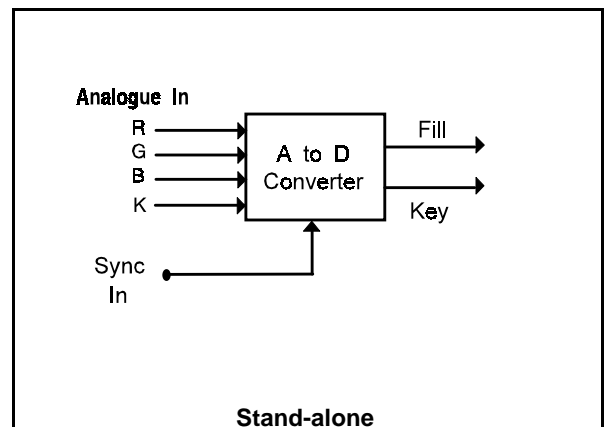 Analogue In
R
G
B
K
A to D
Converter
Fill
Key
Sync
In
Stand-alone